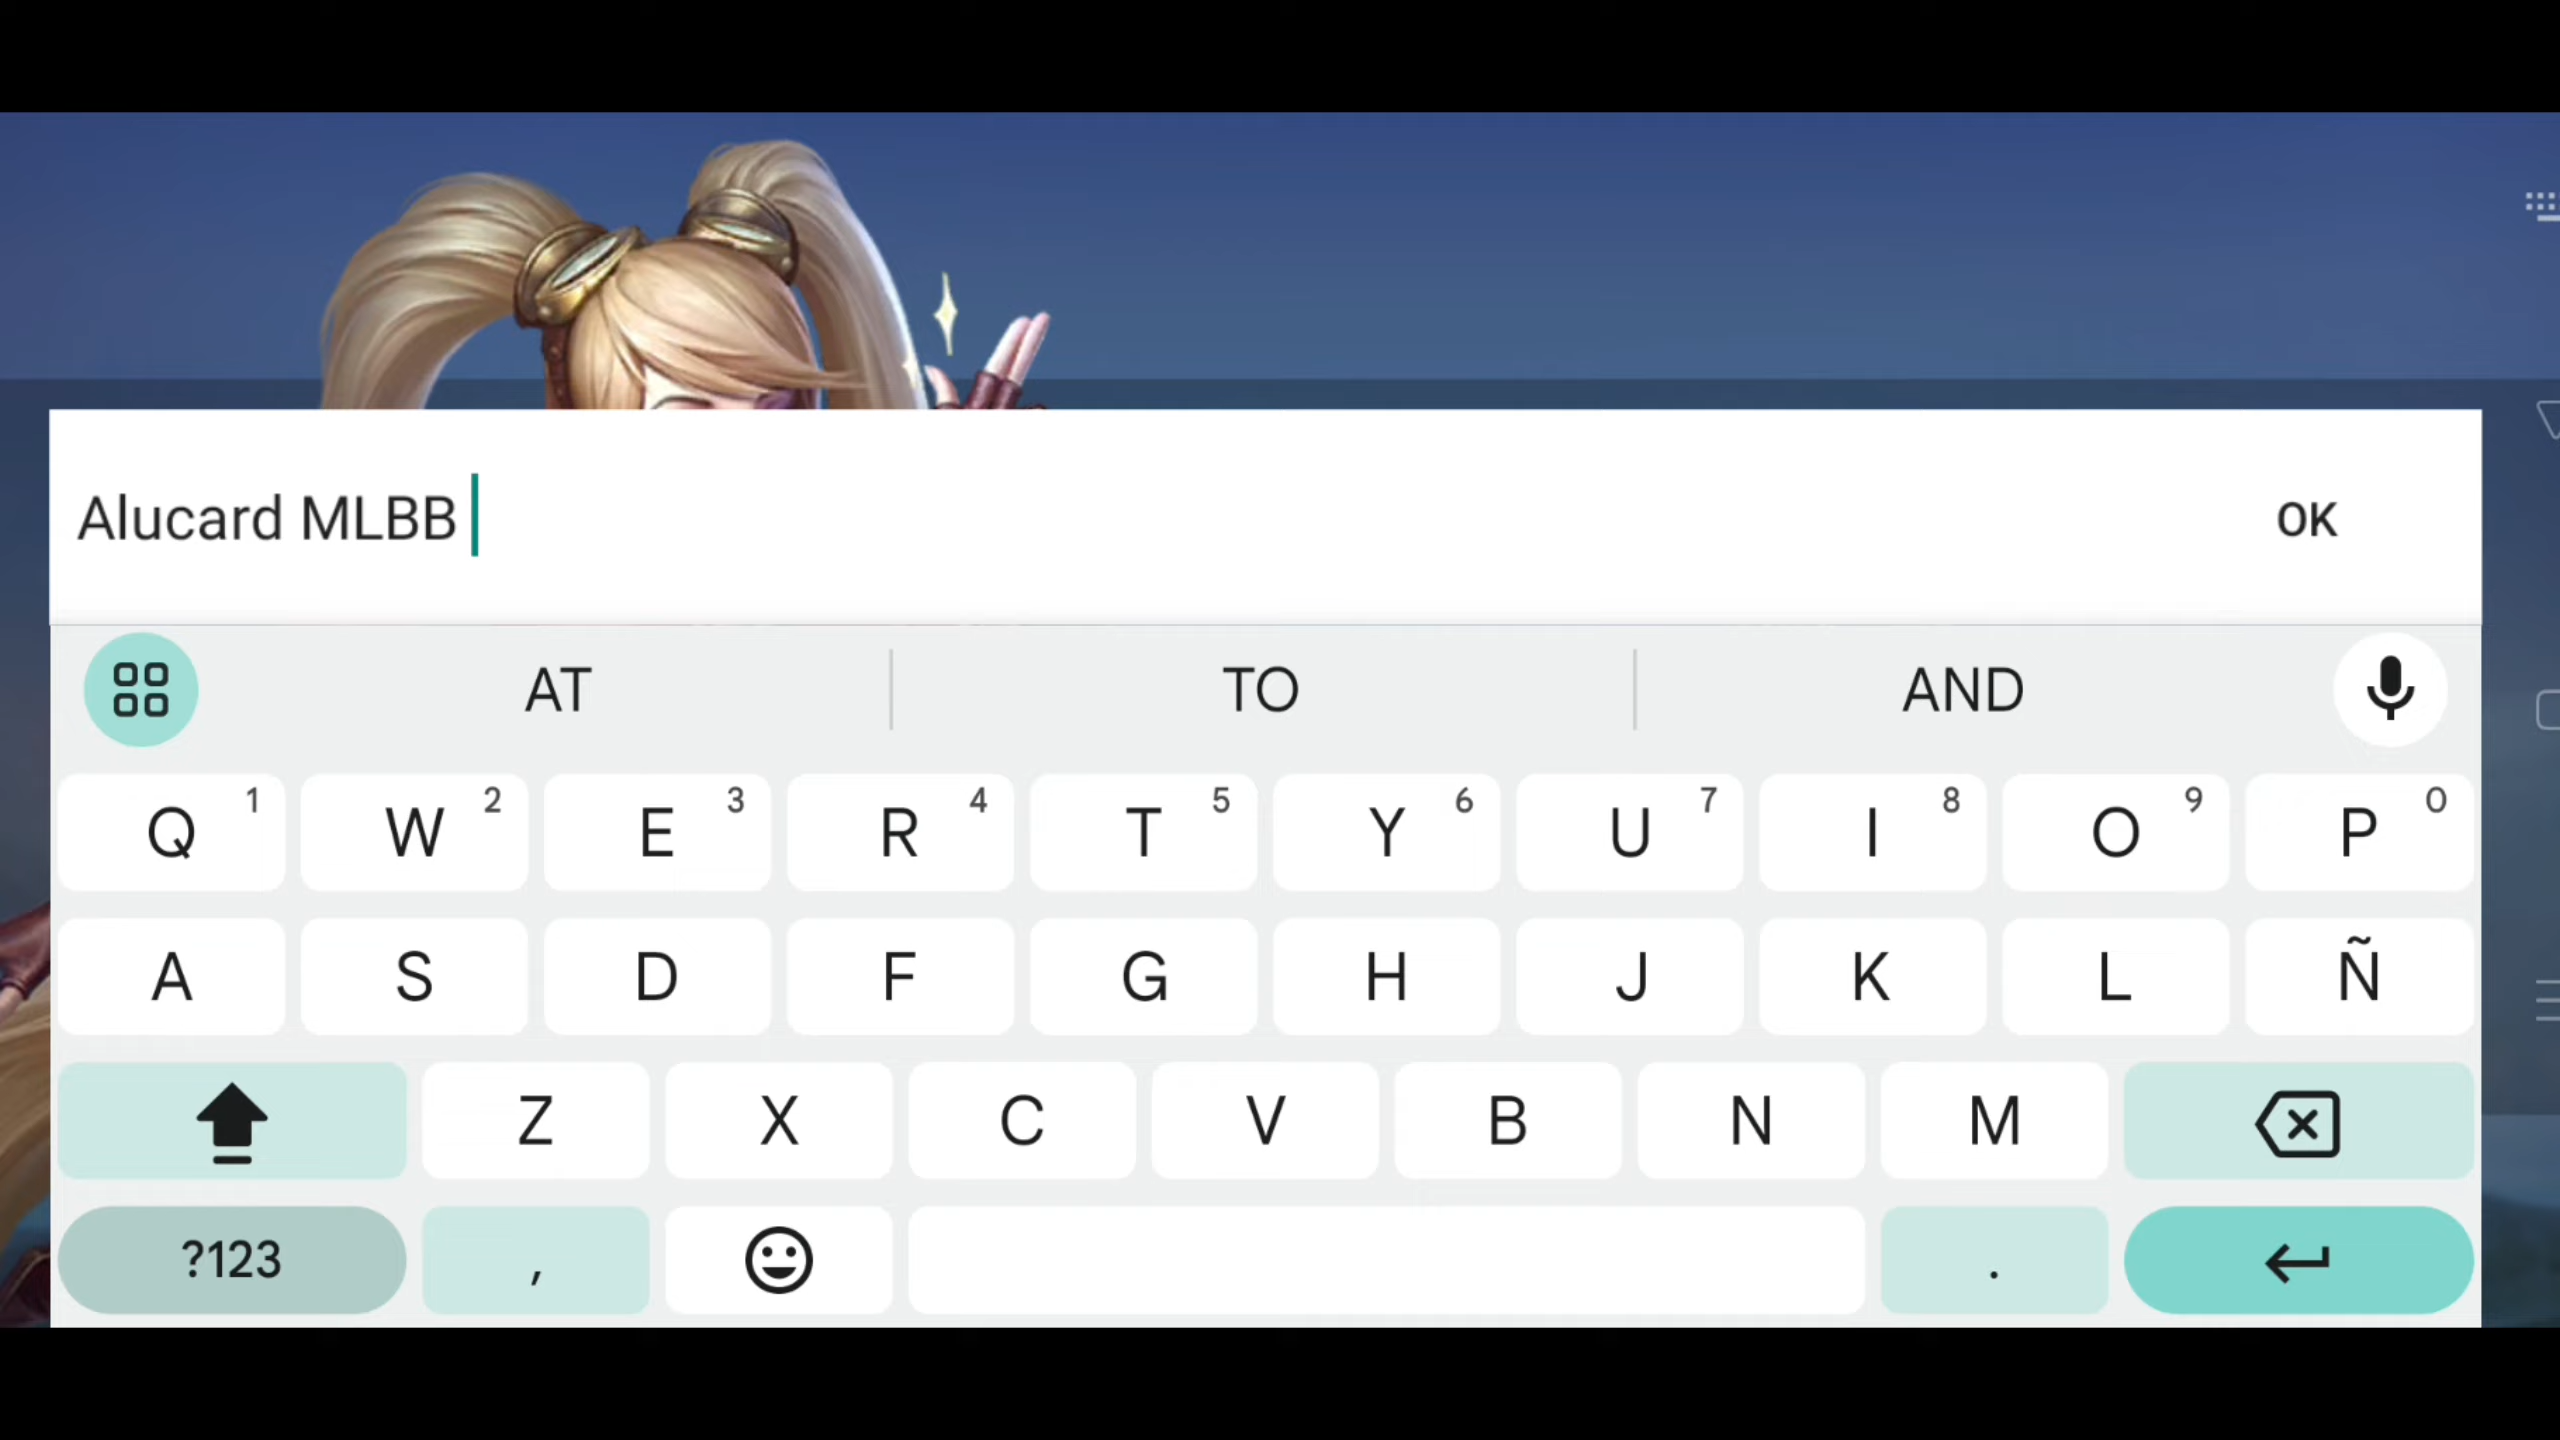 Alucard MLBB
OK
AT TO AND
Q 1 W 2 E 3 R 4 T 5 Y 6 U 7 I 8 O 9 P 0
A S D F G H J K L Ñ
Z X C V B N M
?123 , .